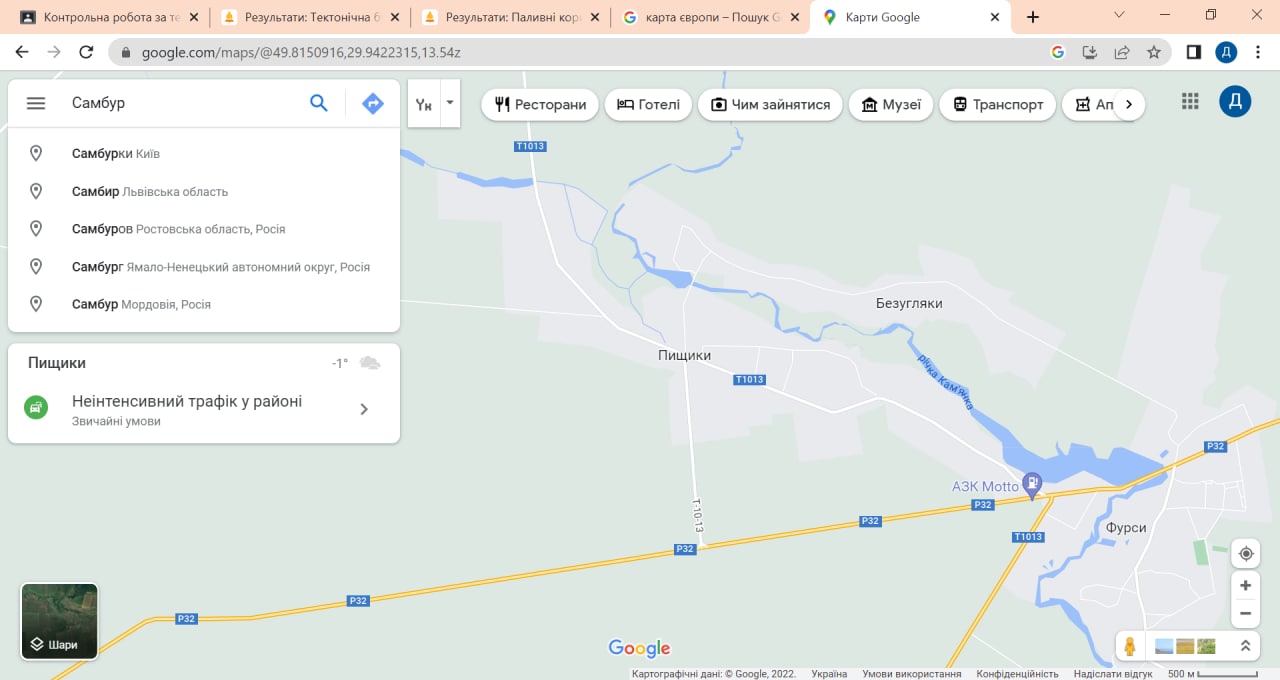 Контрольна робота за те
Результати: Тектонічна б
Результати: Паливні кор
карта європи – Пошук G
Карти Google
google.com/maps/@49.8150916,29.9422315,13.54z
Д
Самбур
Ун
Ресторани
Готелі
Чим зайнятися
Музеї
Транспорт
Ап
Д
Самбурки Київ
Самбир Львівська область
Самбуров Ростовська область, Росія
Самбург Ямало-Ненецький автономний округ, Росія
Самбур Мордовія, Росія
Пищики
-1°
Неінтенсивний трафік у районі
Звичайні умови
T1013
Безугляки
Пищики
T1013
річка Кам'ячка
P32
АЗК Motto
P32
T-10-13
P32
Фурси
T1013
P32
P32
P32
Шари
Google
Картографічні дані: © Google, 2022.
Україна
Умови використання
Конфіденційність
Надіслати відгук
500 м